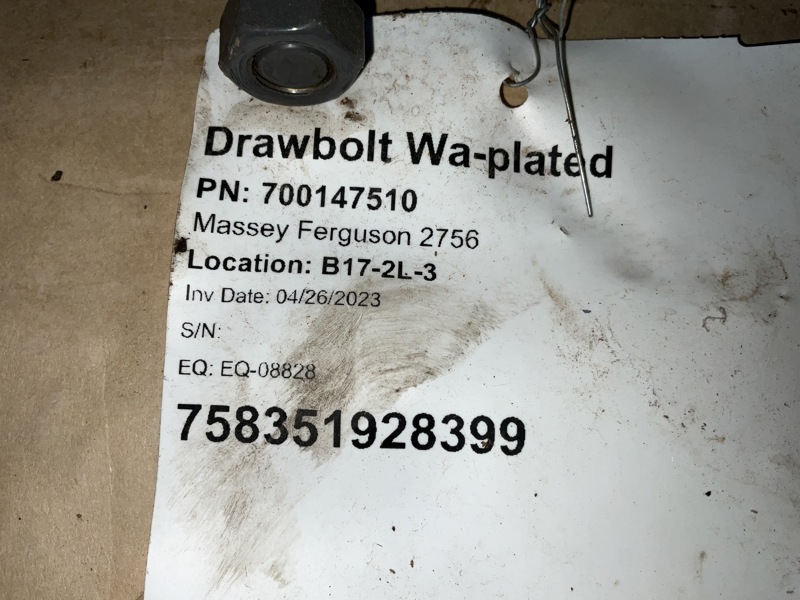 Drawbolt Wa-plated
PN: 700147510
Massey Ferguson 2756
Location: B17-2L-3
Inv Date: 04/26/2023
S/N:
EQ: EQ-08828
758351928399